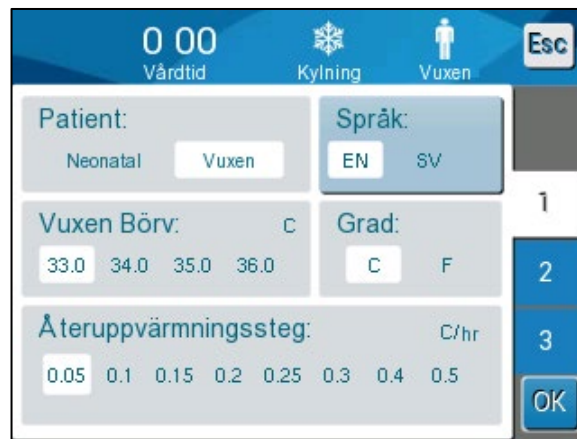 0 00
Vårdtid
Kylning
Vuxen
Esc
Patient:
Neonatal Vuxen
Språk:
EN SV
Vuxen Börv: C
33.0 34.0 35.0 36.0
Grad:
C F
Återuppvärmningssteg: C/hr
0.05 0.1 0.15 0.2 0.25 0.3 0.4 0.5
1
2
3
OK